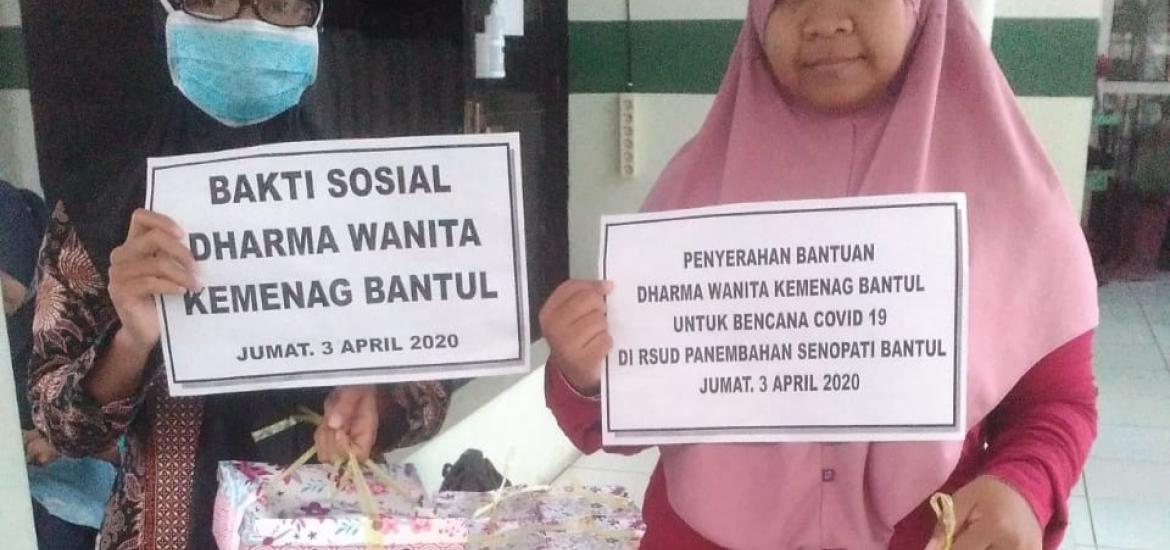 BAKTI SOSIAL
DHARMA WANITA
KEMENAG BANTUL
JUMAT. 3 APRIL 2020
PENYERAHAN BANTUAN
DHARMA WANITA KEMENAG BANTUL
UNTUK BENCANA COVID 19
DI RSUD PANEMBAHAN SENOPATI BANTUL
JUMAT. 3 APRIL 2020